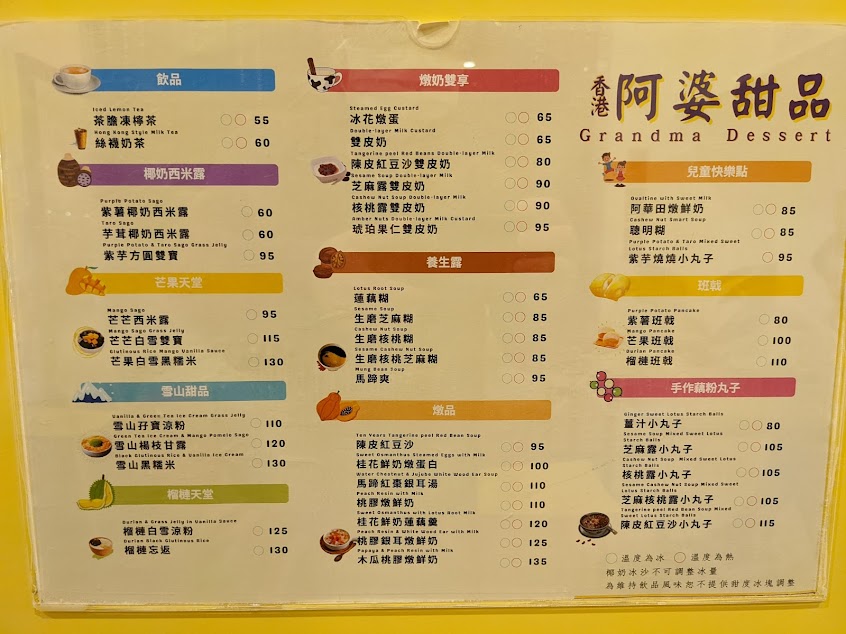 飲品
Iced Lemon Tea
茶膽凍檸茶 55
Hong Kong Style Milk Tea
絲襪奶茶 60
椰奶西米露
Purple Potato Sago
紫薯椰奶西米露 60
Taro Sago
芋茸椰奶西米露 60
Purple Potato & Taro Sago Grass Jelly
紫芋方圓雙寶 95
芒果天堂
Mango Sago
芒芒西米露 95
Mango Sago Grass Jelly
芒芒白雪雙寶 115
Glutinous Rice Mango Vanilla Sauce
芒果白雪黑糯米 130
雪山甜品
Vanilla & Green Tea Ice Cream Grass Jelly
雪山孖寶涼粉 110
Green Tea Ice Cream & Mango Pomelo Sago
雪山楊枝甘露 120
Black Glutinous Rice & Vanilla Ice Cream
雪山黑糯米 130
榴槤天堂
Durian & Grass Jelly in Vanilla Sauce
榴槤白雪涼粉 125
Durian Black Glutinous Rice
榴槤忘返 130
燉奶雙享
Steamed Egg Custard
冰花燉蛋 65
Double-layer Milk Custard
雙皮奶 65
Tangerine peel Red Beans Double-layer Milk
陳皮紅豆沙雙皮奶 80
Sesame Soup Double-layer Milk
芝麻露雙皮奶 90
Cashew Nut Soup Double-layer Milk
核桃露雙皮奶 90
Amber Nuts Double-layer Milk Custard
琥珀果仁雙皮奶 95
養生露
Lotus Root Soup
蓮藕糊 65
Sesame Soup
生磨芝麻糊 85
Cashew Nut Soup
生磨核桃糊 85
Sesame Cashew Nut Soup
生磨核桃芝麻糊 85
Mung Bean Soup
馬蹄爽 95
燉品
Ten Years Tangerine peel Red Bean Soup
陳皮紅豆沙 95
Sweet Osmanthus Steamed Eggs with Milk
桂花鮮奶燉蛋白 100
Water Chestnut & Jujube White Wood Ear Soup
馬蹄紅棗銀耳湯 110
Peach Resin with Milk
桃膠燉鮮奶 110
Sweet Osmanthus with Lotus Root Milk
桂花鮮奶蓮藕羹 120
Peach Resin & White Wood Ear with Milk
桃膠銀耳燉鮮奶 125
Papaya & Peach Resin with Milk
木瓜桃膠燉鮮奶 135
香港 阿婆甜品
Grandma Dessert
兒童快樂點
Ovaltine with Sweet Milk
阿華田燉鮮奶 85
Cashew Nut Smart Soup
聰明糊 85
Purple Potato & Taro Mixed Sweet
Lotus Starch Balls
紫芋燒燒小丸子 95
班戟
Purple Potato Pancake
紫薯班戟 80
Mango Pancake
芒果班戟 100
Durian Pancake
榴槤班戟 110
手作藕粉丸子
Ginger Sweet Lotus Starch Balls
薑汁小丸子 80
Sesame Soup Mixed Sweet Lotus
Starch Balls
芝麻露小丸子 105
Cashew Nut Soup Mixed Sweet Lotus
Starch Balls
核桃露小丸子 105
Sesame Cashew Nut Soup Mixed Sweet
Lotus Starch Balls
芝麻核桃露小丸子 105
Tangerine peel Red Bean Soup Mixed
Sweet Lotus Starch Balls
陳皮紅豆沙小丸子 115
溫度為冰 溫度為熱
椰奶冰沙不可調整冰量
為維持飲品風味恕不提供甜度冰塊調整